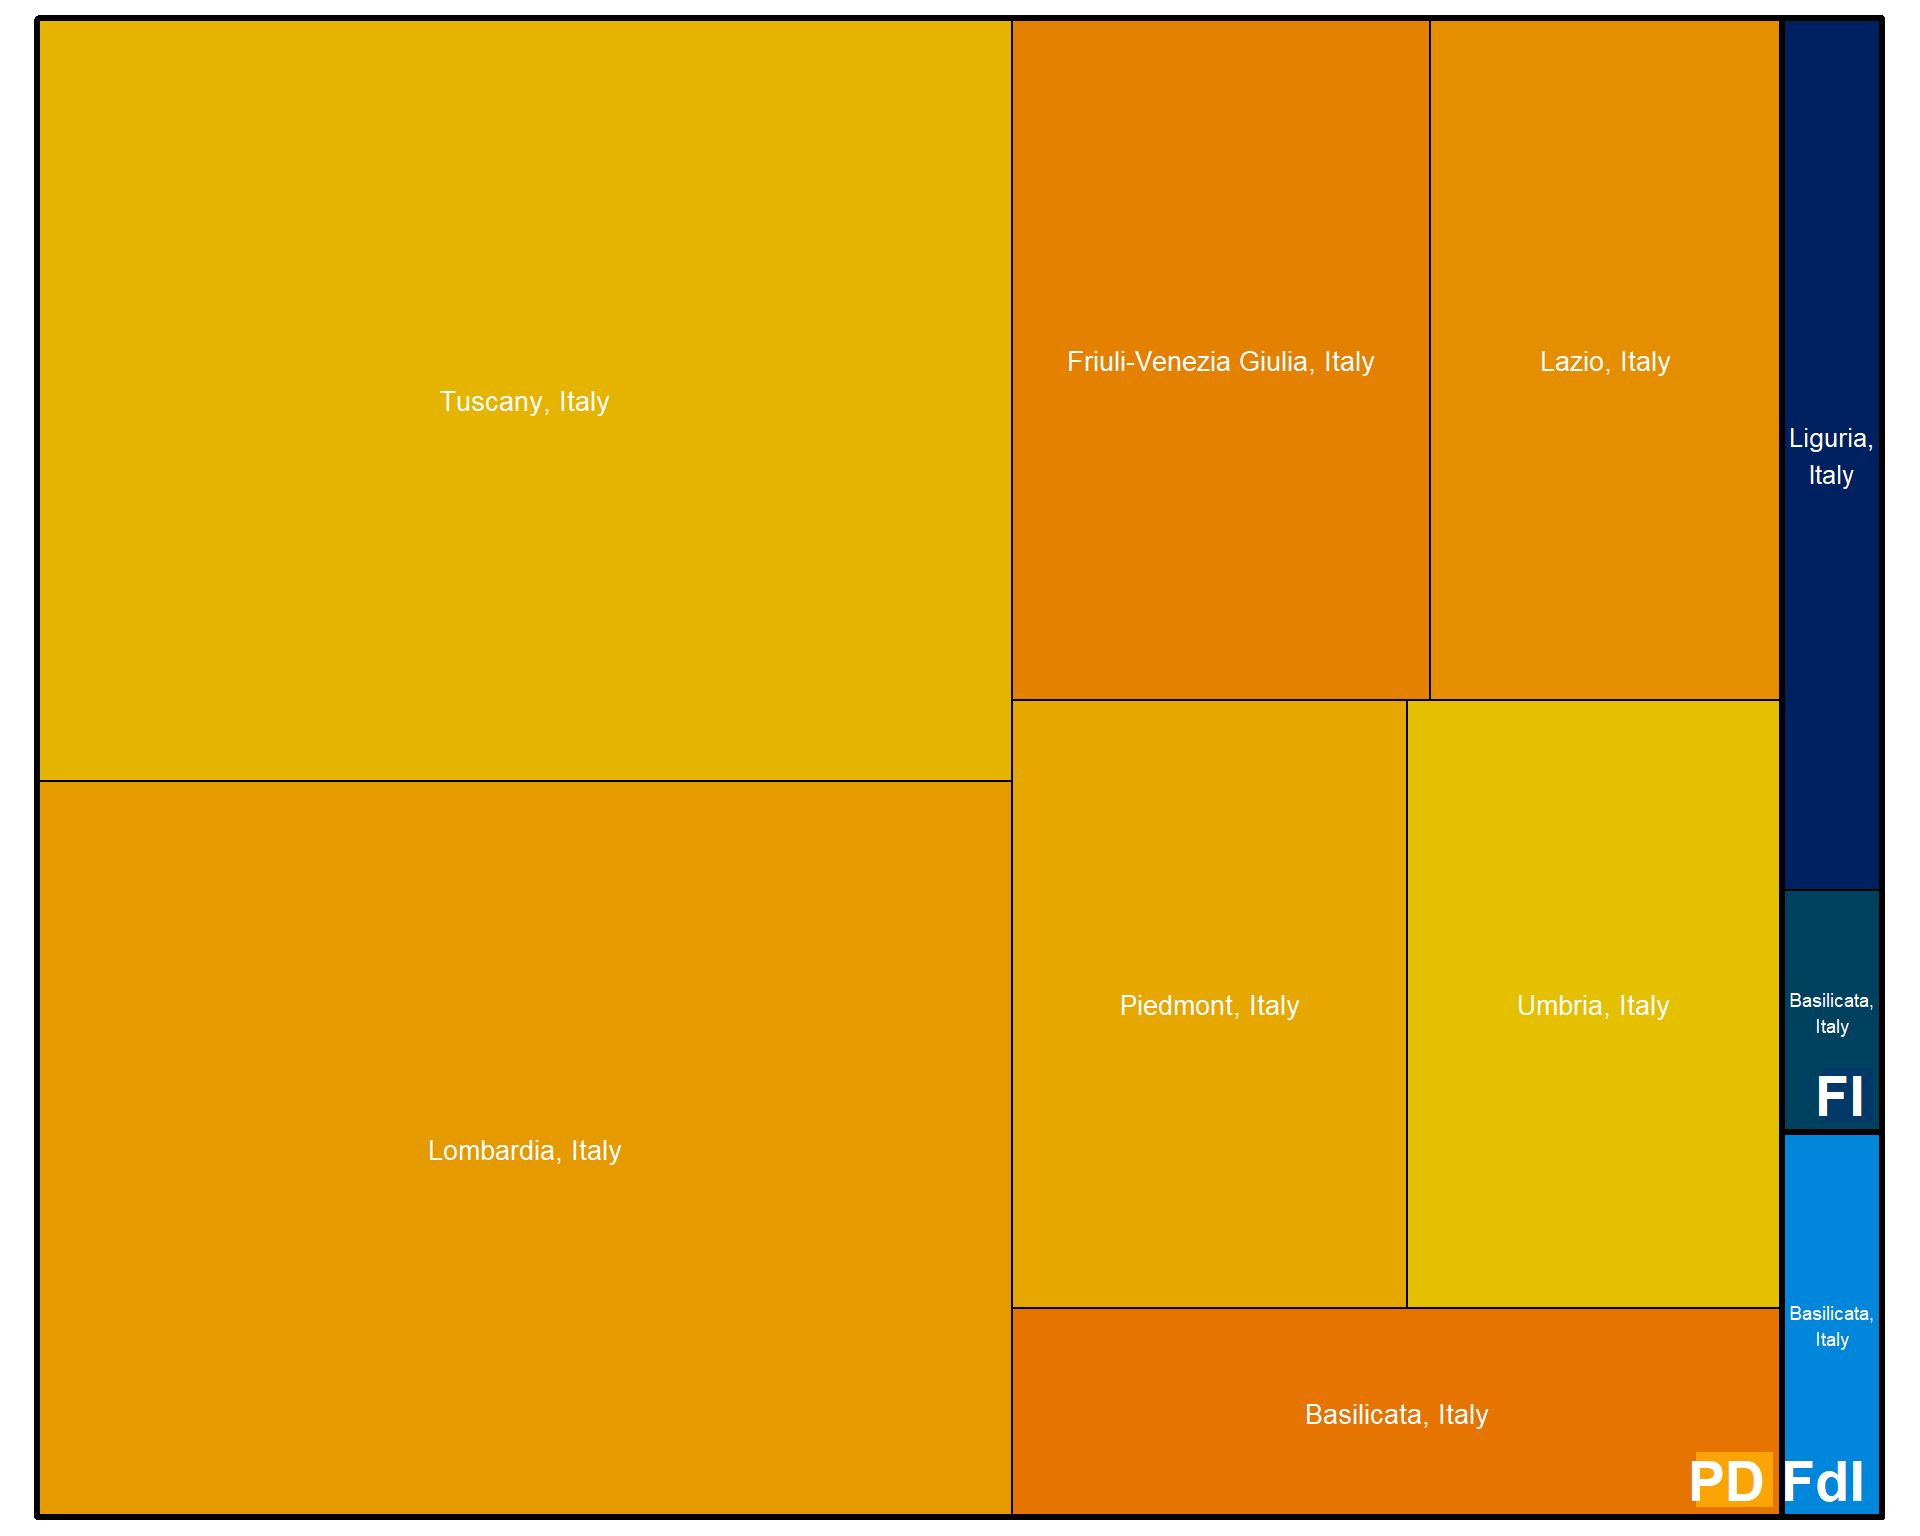 Tuscany, Italy
Friuli-Venezia Giulia, Italy
Lazio, Italy
Liguria,
Italy
Lombardia, Italy
Piedmont, Italy
Umbria, Italy
Basilicata,
Italy
FI
Basilicata,
Italy
Basilicata, Italy
PD
FdI